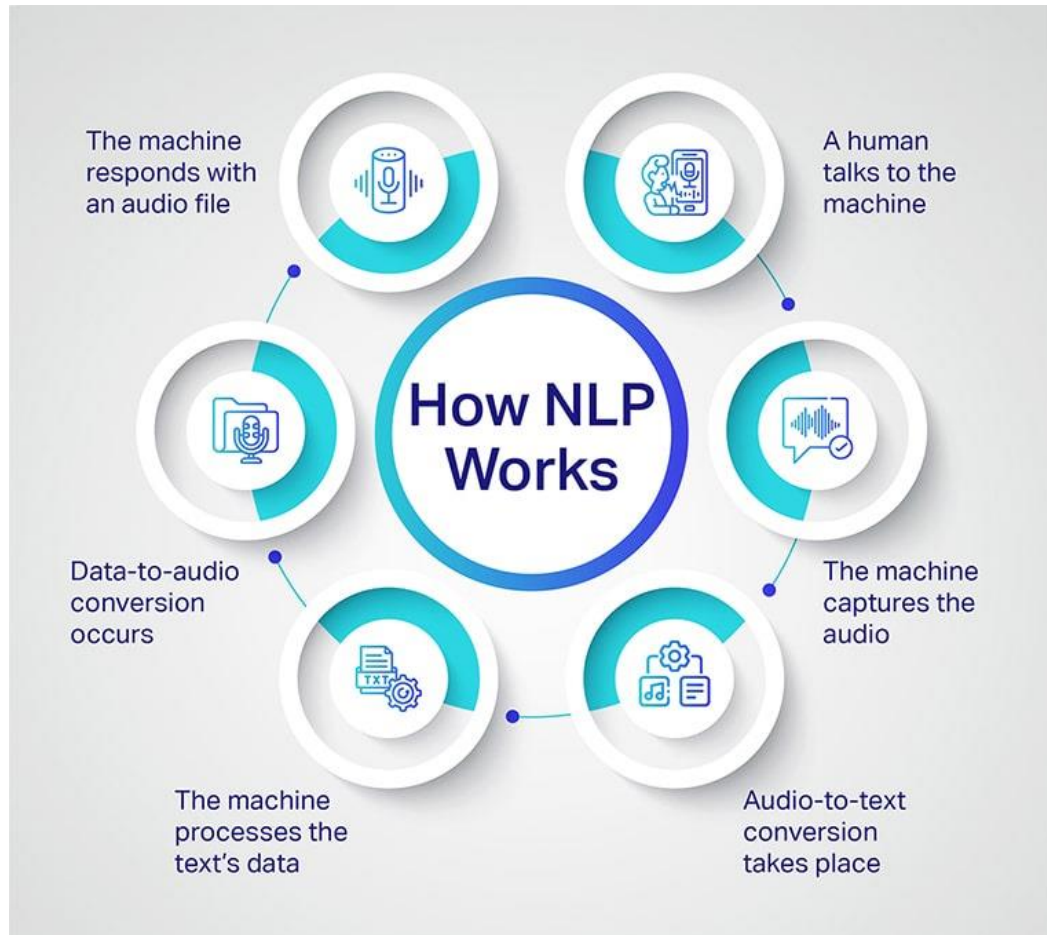 How NLP
Works
A human
talks to the
machine
The machine
captures the
audio
Audio-to-text
conversion
takes place
The machine
processes the
text's data
TXT
Data-to-audio
conversion
occurs
The machine
responds with
an audio file